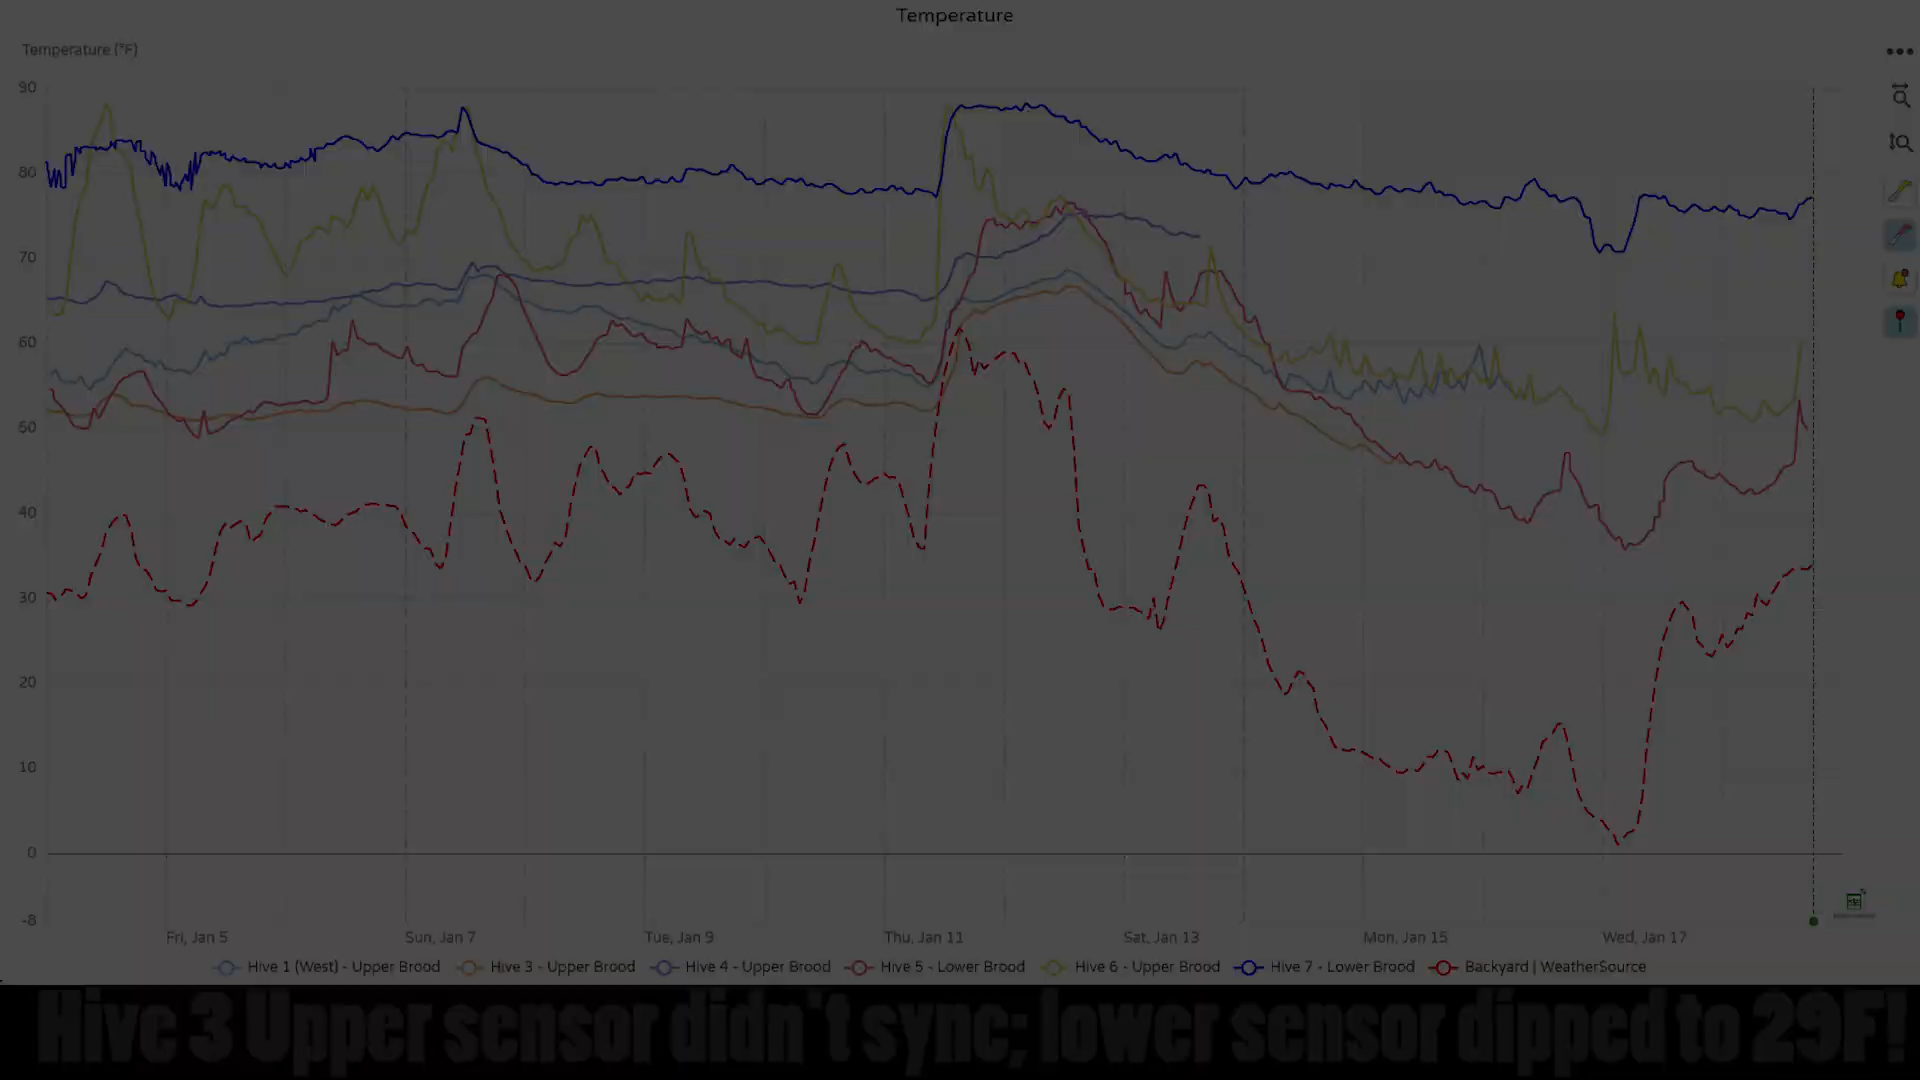 Temperature
Temperature (°F)
90
80
70
60
50
40
30
20
10
0
-8
Fri, Jan 5 Sun, Jan 7 Tue, Jan 9 Thu, Jan 11 Sat, Jan 13 Mon, Jan 15 Wed, Jan 17
Hive 1 (West) - Upper Brood Hive 3 - Upper Brood Hive 4 - Upper Brood Hive 5 - Lower Brood Hive 6 - Upper Brood Hive 7 - Lower Brood Backyard | WeatherSource
Hive 3 Upper sensor didn't sync; lower sensor dipped to 29F!